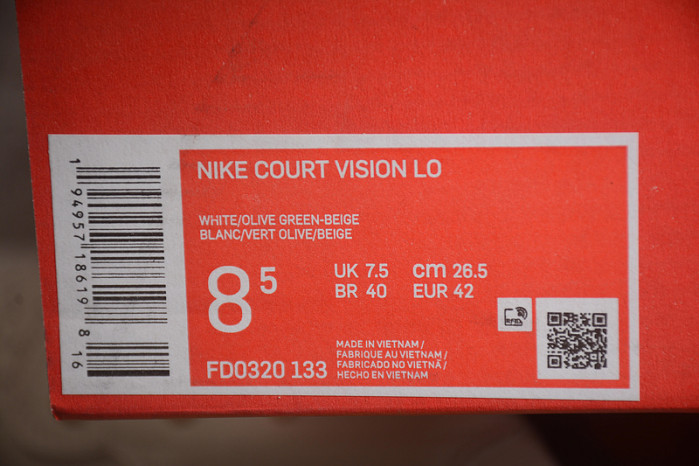 NIKE COURT VISION LO
WHITE/OLIVE GREEN-BEIGE
BLANC/VERT OLIVE/BEIGE
8 5
UK 7.5 cm 26.5
BR 40 EUR 42
RFID
FD0320 133
MADE IN VIETNAM /
FABRIQUE AU VIETNAM /
FABRICADO NO VIETNÃ /
HECHO EN VIETNAM
1 94957 18619 8 16